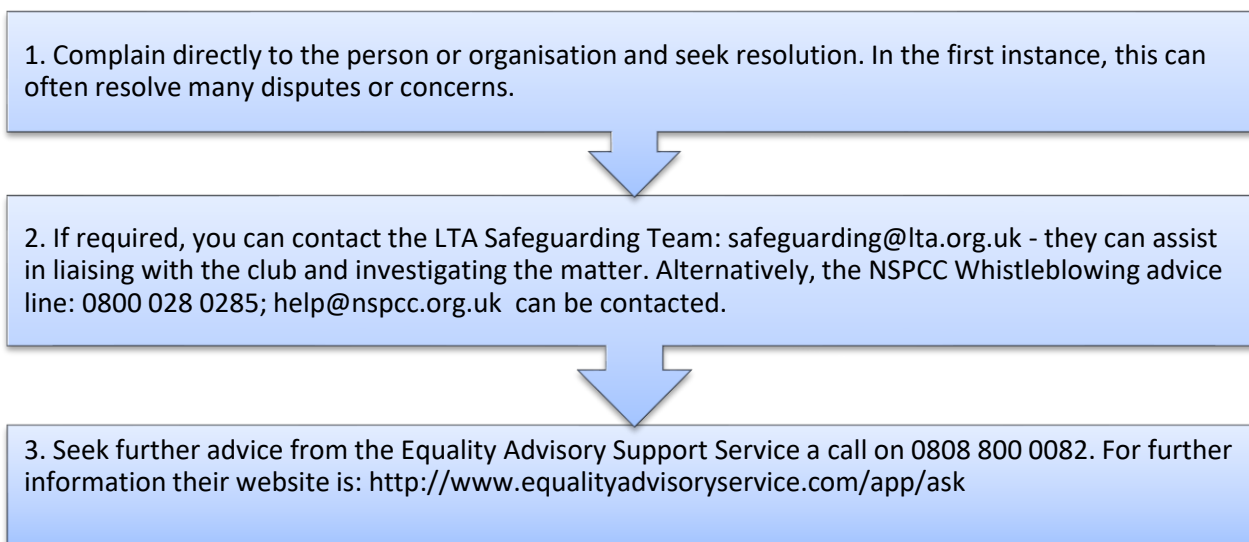 1. Complain directly to the person or organisation and seek resolution. In the first instance, this can
often resolve many disputes or concerns.
2. If required, you can contact the LTA Safeguarding Team: safeguarding@lta.org.uk - they can assist
in liaising with the club and investigating the matter. Alternatively, the NSPCC Whistleblowing advice
line: 0800 028 0285; help@nspcc.org.uk  can be contacted.
3. Seek further advice from the Equality Advisory Support Service a call on 0808 800 0082. For further
information their website is: http://www.equalityadvisoryservice.com/app/ask